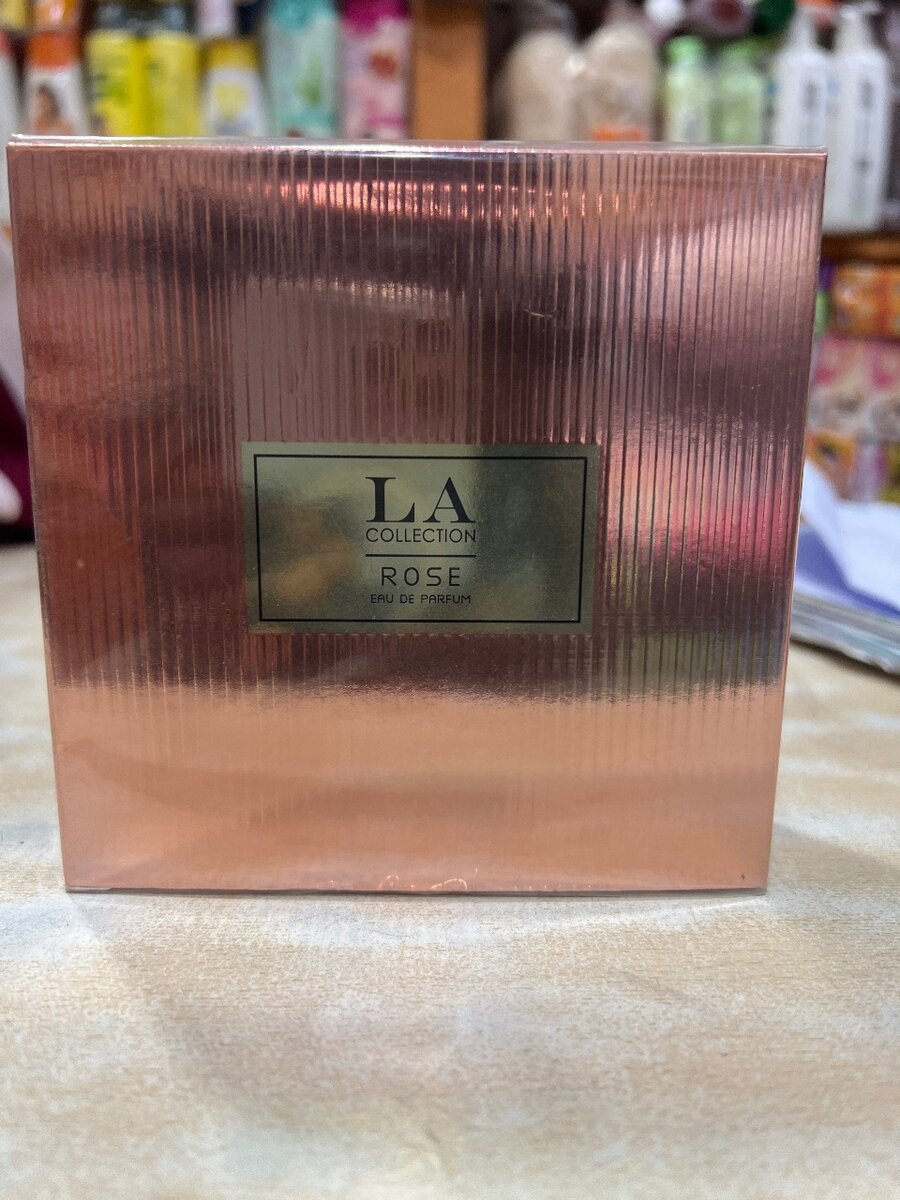 LA
COLLECTION
ROSE
EAU DE PARFUM